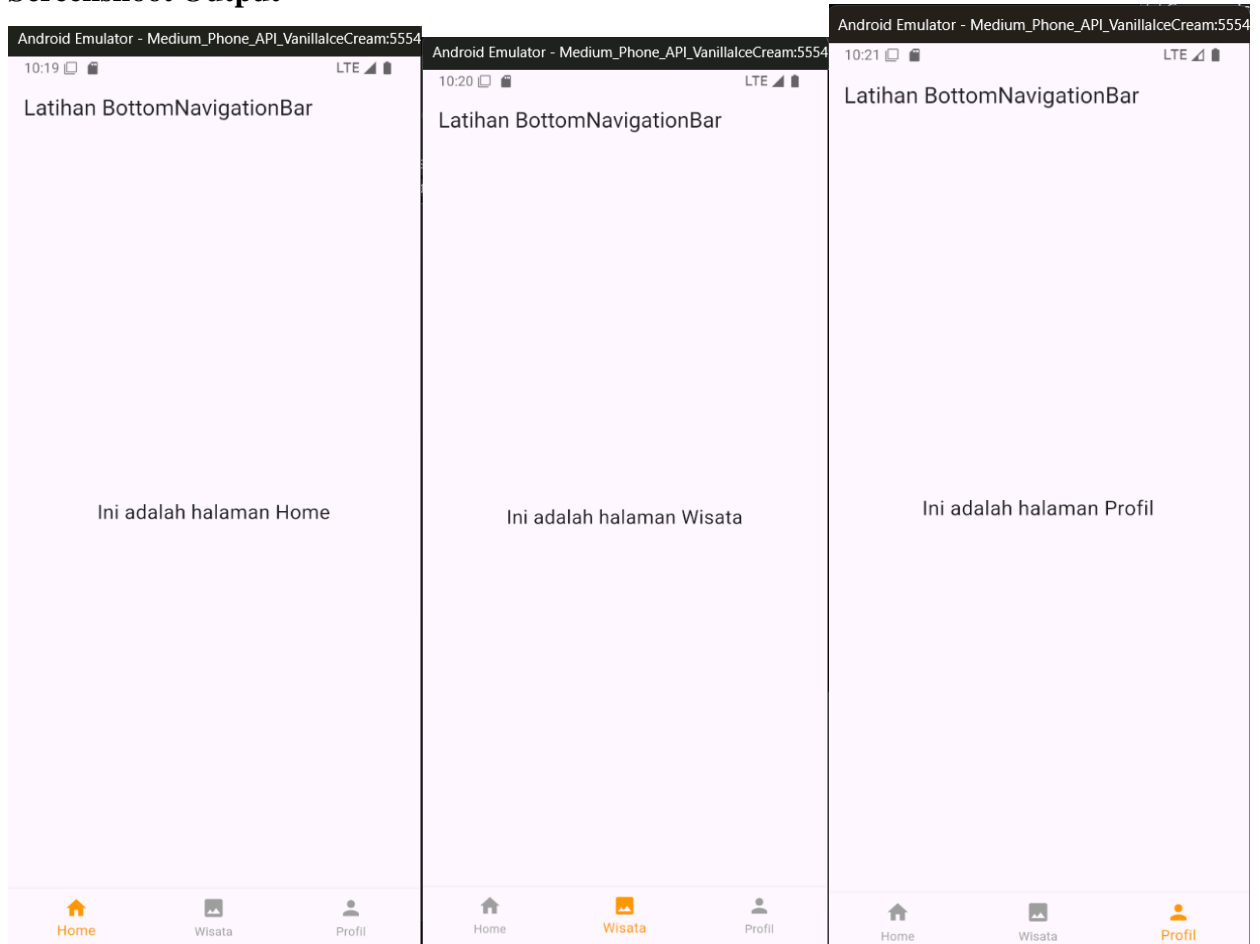 Screenshoot Output
Android Emulator - Medium_Phone_API_VanillaIceCream:5554
10:19
LTE
Latihan BottomNavigationBar
Ini adalah halaman Home
Home
Wisata
Profil
Android Emulator - Medium_Phone_API_VanillaIceCream:5554
10:20
LTE
Latihan BottomNavigationBar
Ini adalah halaman Wisata
Home
Wisata
Profil
Android Emulator - Medium_Phone_API_VanillaIceCream:5554
10:21
LTE
Latihan BottomNavigationBar
Ini adalah halaman Profil
Home
Wisata
Profil